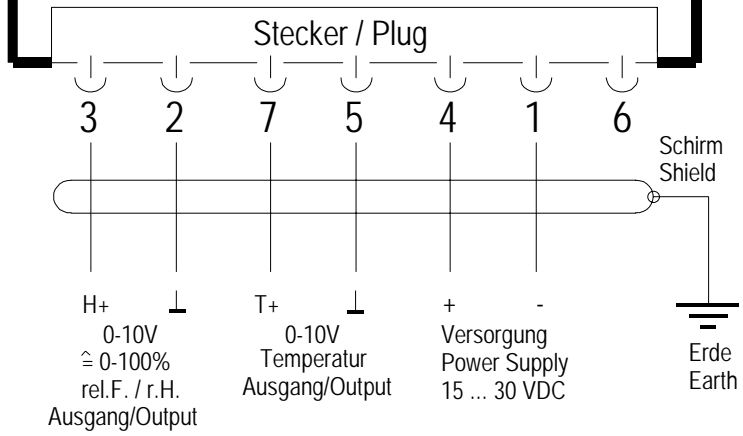 Stecker / Plug
3 2 7 5 4 1 6
Schirm
Shield
H+
0-10V
≙ 0-100%
rel.F. / r.H.
Ausgang/Output
T+
0-10V
Temperatur
Ausgang/Output
+ -
Versorgung
Power Supply
15 ... 30 VDC
Erde
Earth